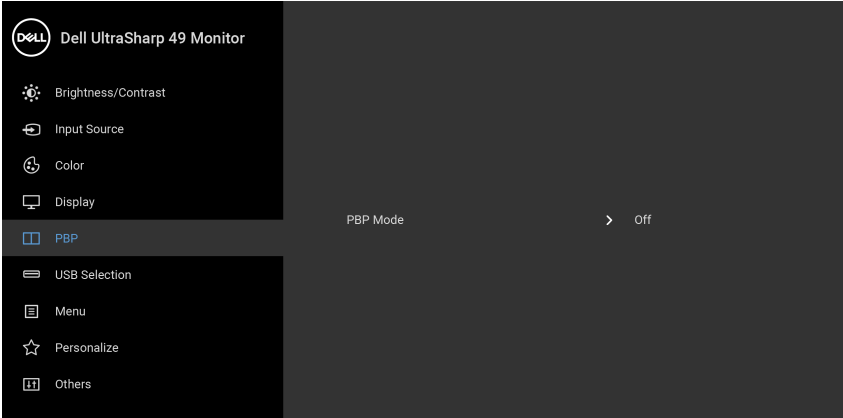 DELL
Dell UltraSharp 49 Monitor
Brightness/Contrast
Input Source
Color
Display
PBP
USB Selection
Menu
Personalize
Others
PBP Mode
Off